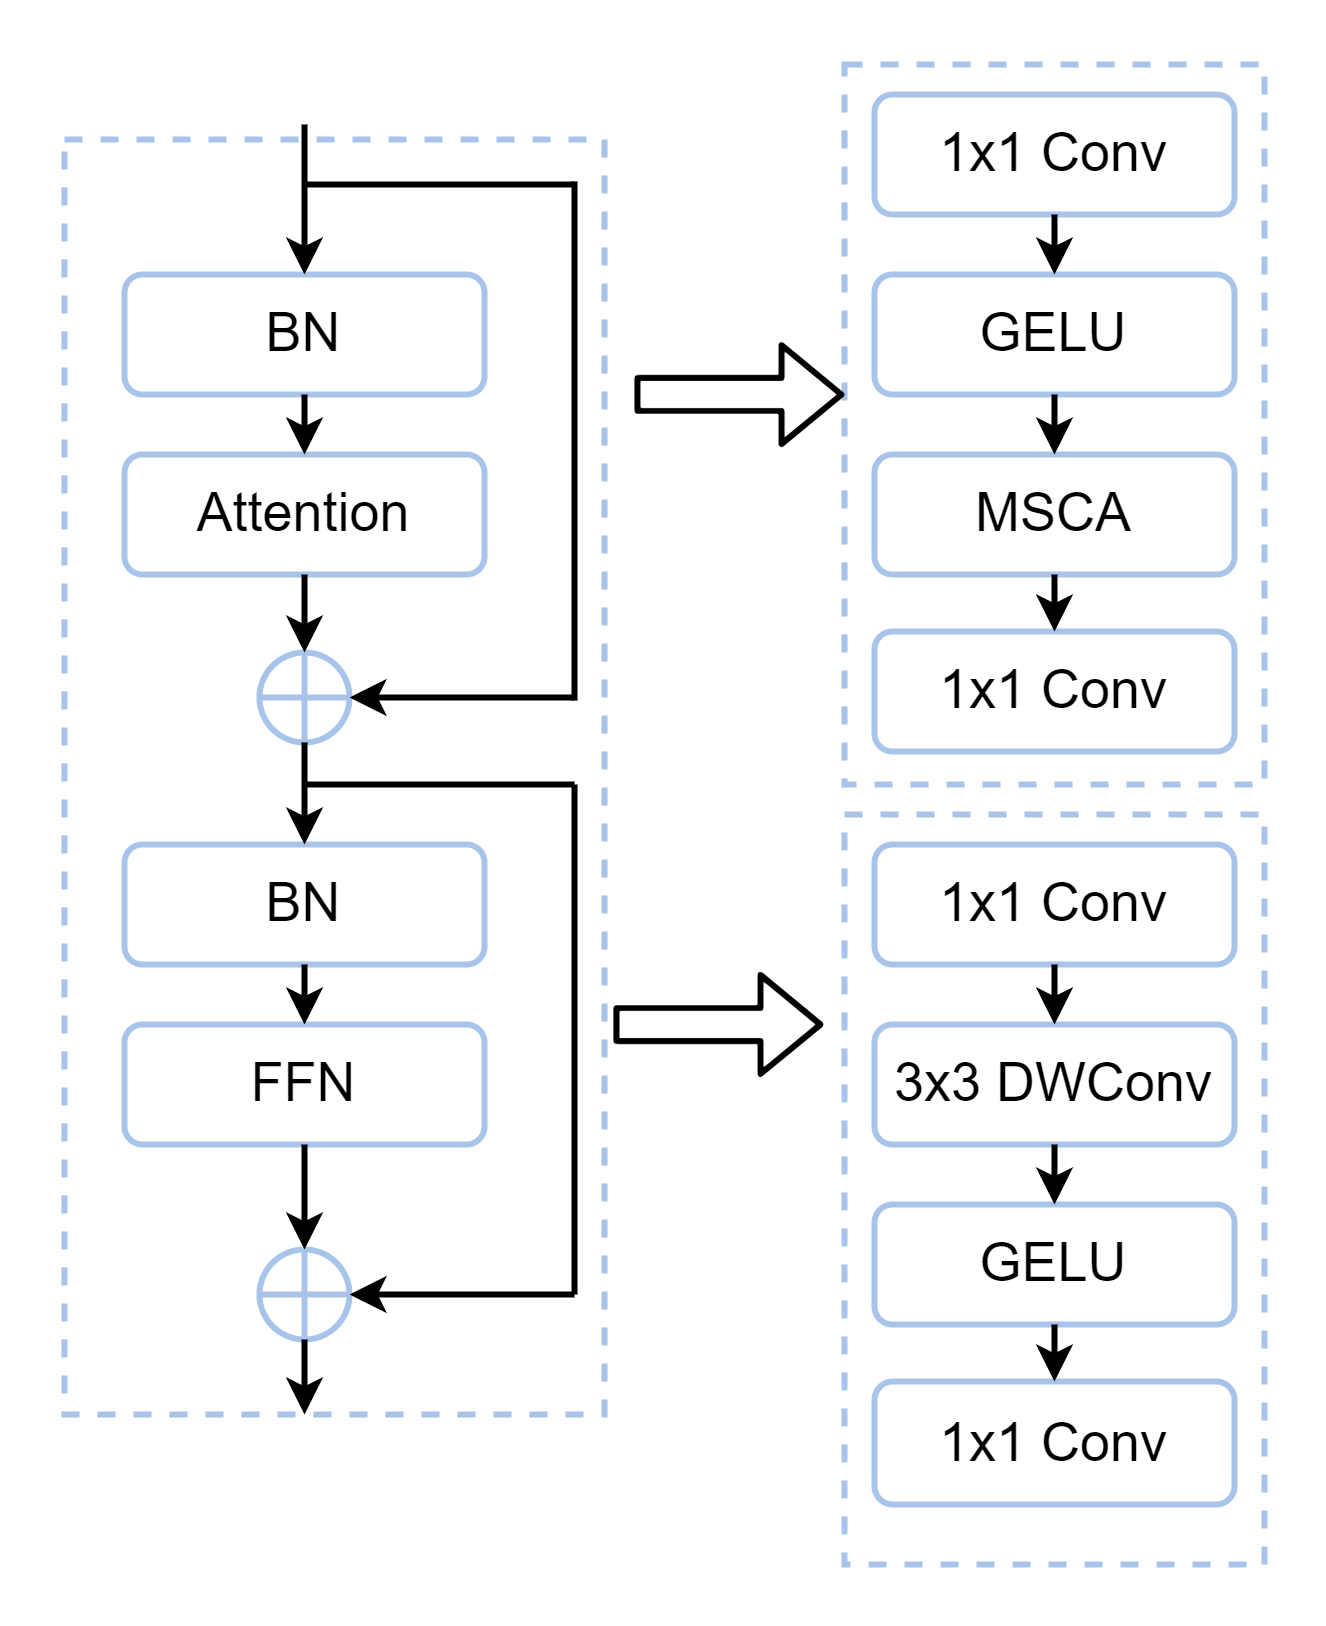 BN
Attention
BN
FFN
1x1 Conv
GELU
MSCA
1x1 Conv
1x1 Conv
3x3 DWConv
GELU
1x1 Conv